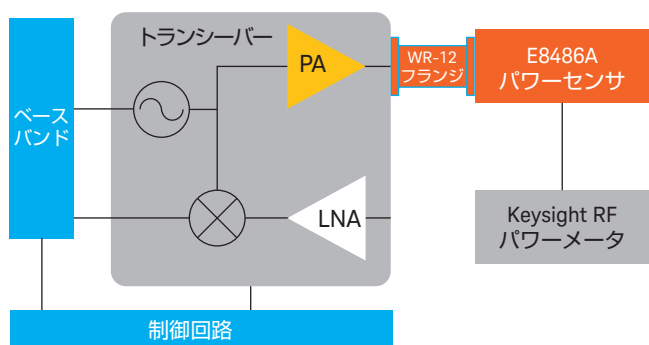 トランシーバー
PA
WR-12
フランジ
E8486A
パワーセンサ
ベース
バンド
LNA
Keysight RF
パワーメータ
制御回路